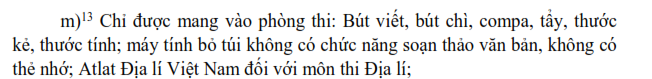 m)¹³ Chỉ được mang vào phòng thi: Bút viết, bút chì, compa, tẩy, thước
kẻ, thước tính; máy tính bỏ túi không có chức năng soạn thảo văn bản, không có
thẻ nhớ; Atlat Địa lí Việt Nam đối với môn thi Địa lí;